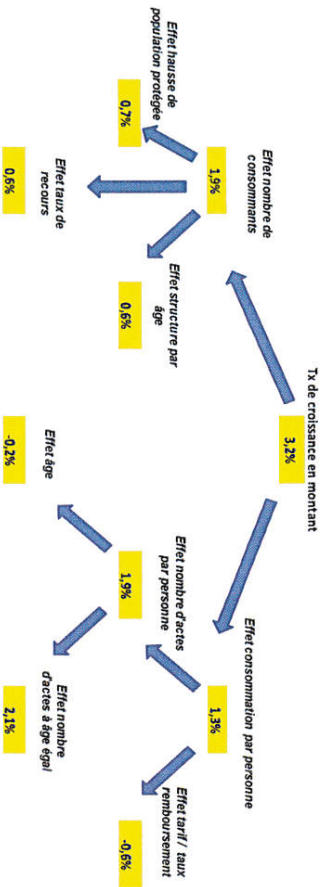 Tx de croissance en montant
3,2%
Effet nombre de
consommants
1,9%
Effet consommation par personne
1,3%
Effet hausse de
population protégée
0,7%
Effet taux de
recours
0,6%
Effet structure par
âge
0,6%
Effet nombre d'actes
par personne
1,9%
Effet tarif / taux
remboursement
-0,6%
Effet âge
-0,2%
Effet nombre
d'actes à âge égal
2,1%